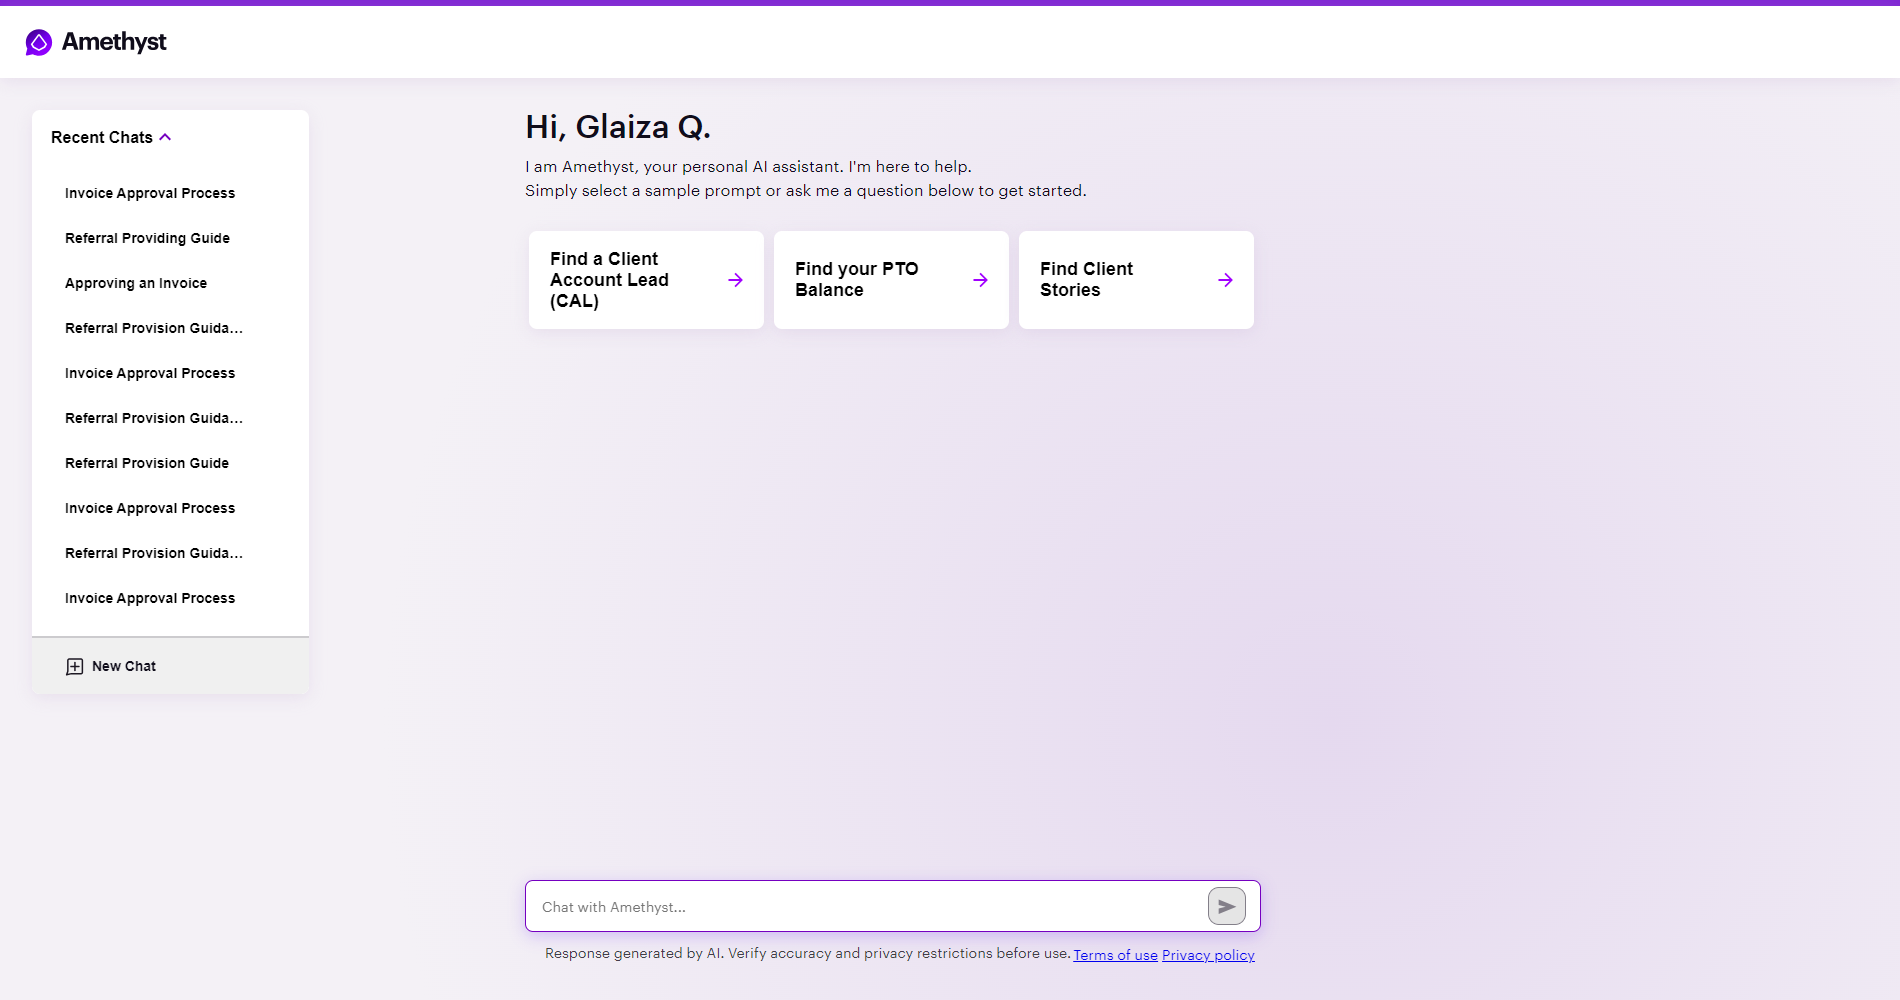 Amethyst
Recent Chats
Invoice Approval Process
Referral Providing Guide
Approving an Invoice
Referral Provision Guida...
Invoice Approval Process
Referral Provision Guida...
Referral Provision Guide
Invoice Approval Process
Referral Provision Guida...
Invoice Approval Process
New Chat
Hi, Glaiza Q.
I am Amethyst, your personal AI assistant. I'm here to help.
Simply select a sample prompt or ask me a question below to get started.
Find a Client
Account Lead
(CAL)
Find your PTO
Balance
Find Client
Stories
Chat with Amethyst...
Response generated by AI. Verify accuracy and privacy restrictions before use. Terms of use Privacy policy